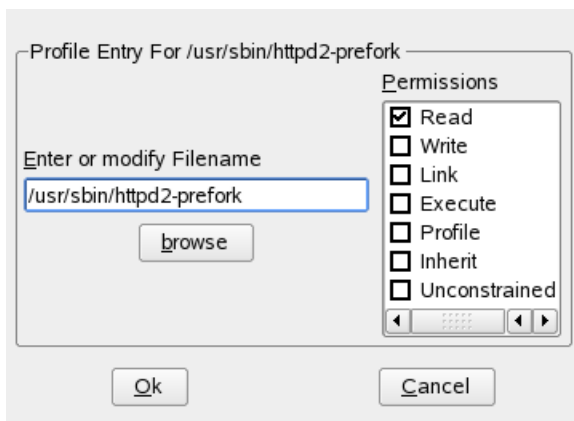 Profile Entry For /usr/sbin/httpd2-prefork
Permissions
Read
Write
Link
Execute
Profile
Inherit
Unconstrained
Enter or modify Filename
/usr/sbin/httpd2-prefork
browse
Ok
Cancel